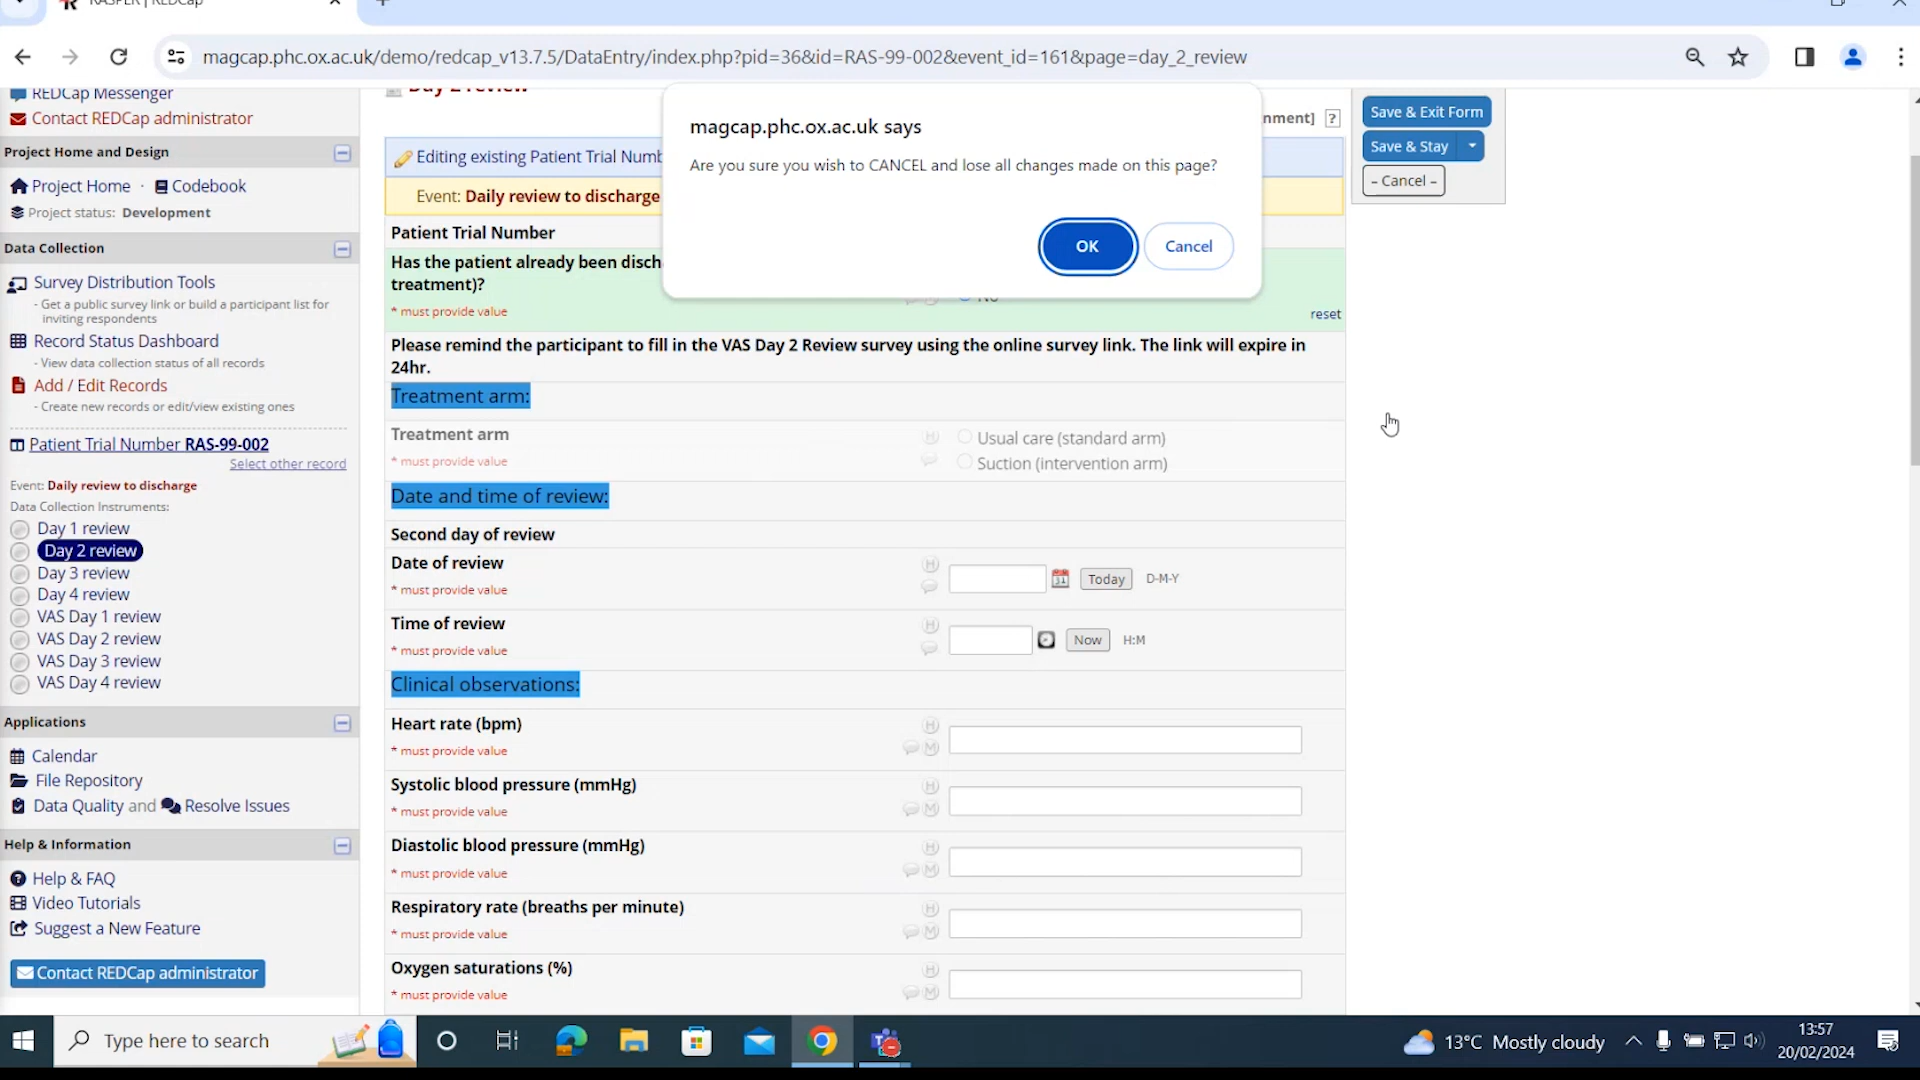 RASPER | REDCap
magcap.phc.ox.ac.uk/demo/redcap_v13.7.5/DataEntry/index.php?pid=36&id=RAS-99-002&event_id=161&page=day_2_review
REDCap Messenger
Contact REDCap administrator
Project Home and Design
Project Home · Codebook
Project status: Development
Data Collection
Survey Distribution Tools
- Get a public survey link or build a participant list for
inviting respondents
Record Status Dashboard
- View data collection status of all records
Add / Edit Records
- Create new records or edit/view existing ones
Patient Trial Number RAS-99-002
Select other record
Event: Daily review to discharge
Data Collection Instruments:
Day 1 review
Day 2 review
Day 3 review
Day 4 review
VAS Day 1 review
VAS Day 2 review
VAS Day 3 review
VAS Day 4 review
Applications
Calendar
File Repository
Data Quality and Resolve Issues
Help & Information
Help & FAQ
Video Tutorials
Suggest a New Feature
Contact REDCap administrator
Day 2 review
Editing existing Patient Trial Numb
Event: Daily review to discharge
Patient Trial Number
Has the patient already been disch
treatment)?
* must provide value
No
reset
Please remind the participant to fill in the VAS Day 2 Review survey using the online survey link. The link will expire in
24hr.
Treatment arm:
Treatment arm
* must provide value
H
Usual care (standard arm)
Suction (intervention arm)
Date and time of review:
Second day of review
Date of review
* must provide value
H
31
Today D-M-Y
Time of review
* must provide value
H
Now H:M
Clinical observations:
Heart rate (bpm)
* must provide value
H
M
Systolic blood pressure (mmHg)
* must provide value
H
M
Diastolic blood pressure (mmHg)
* must provide value
H
M
Respiratory rate (breaths per minute)
* must provide value
H
M
Oxygen saturations (%)
* must provide value
H
M
magcap.phc.ox.ac.uk says
Are you sure you wish to CANCEL and lose all changes made on this page?
OK Cancel
nment] ?
Save & Exit Form
Save & Stay
– Cancel –
Type here to search
13°C Mostly cloudy
13:57
20/02/2024